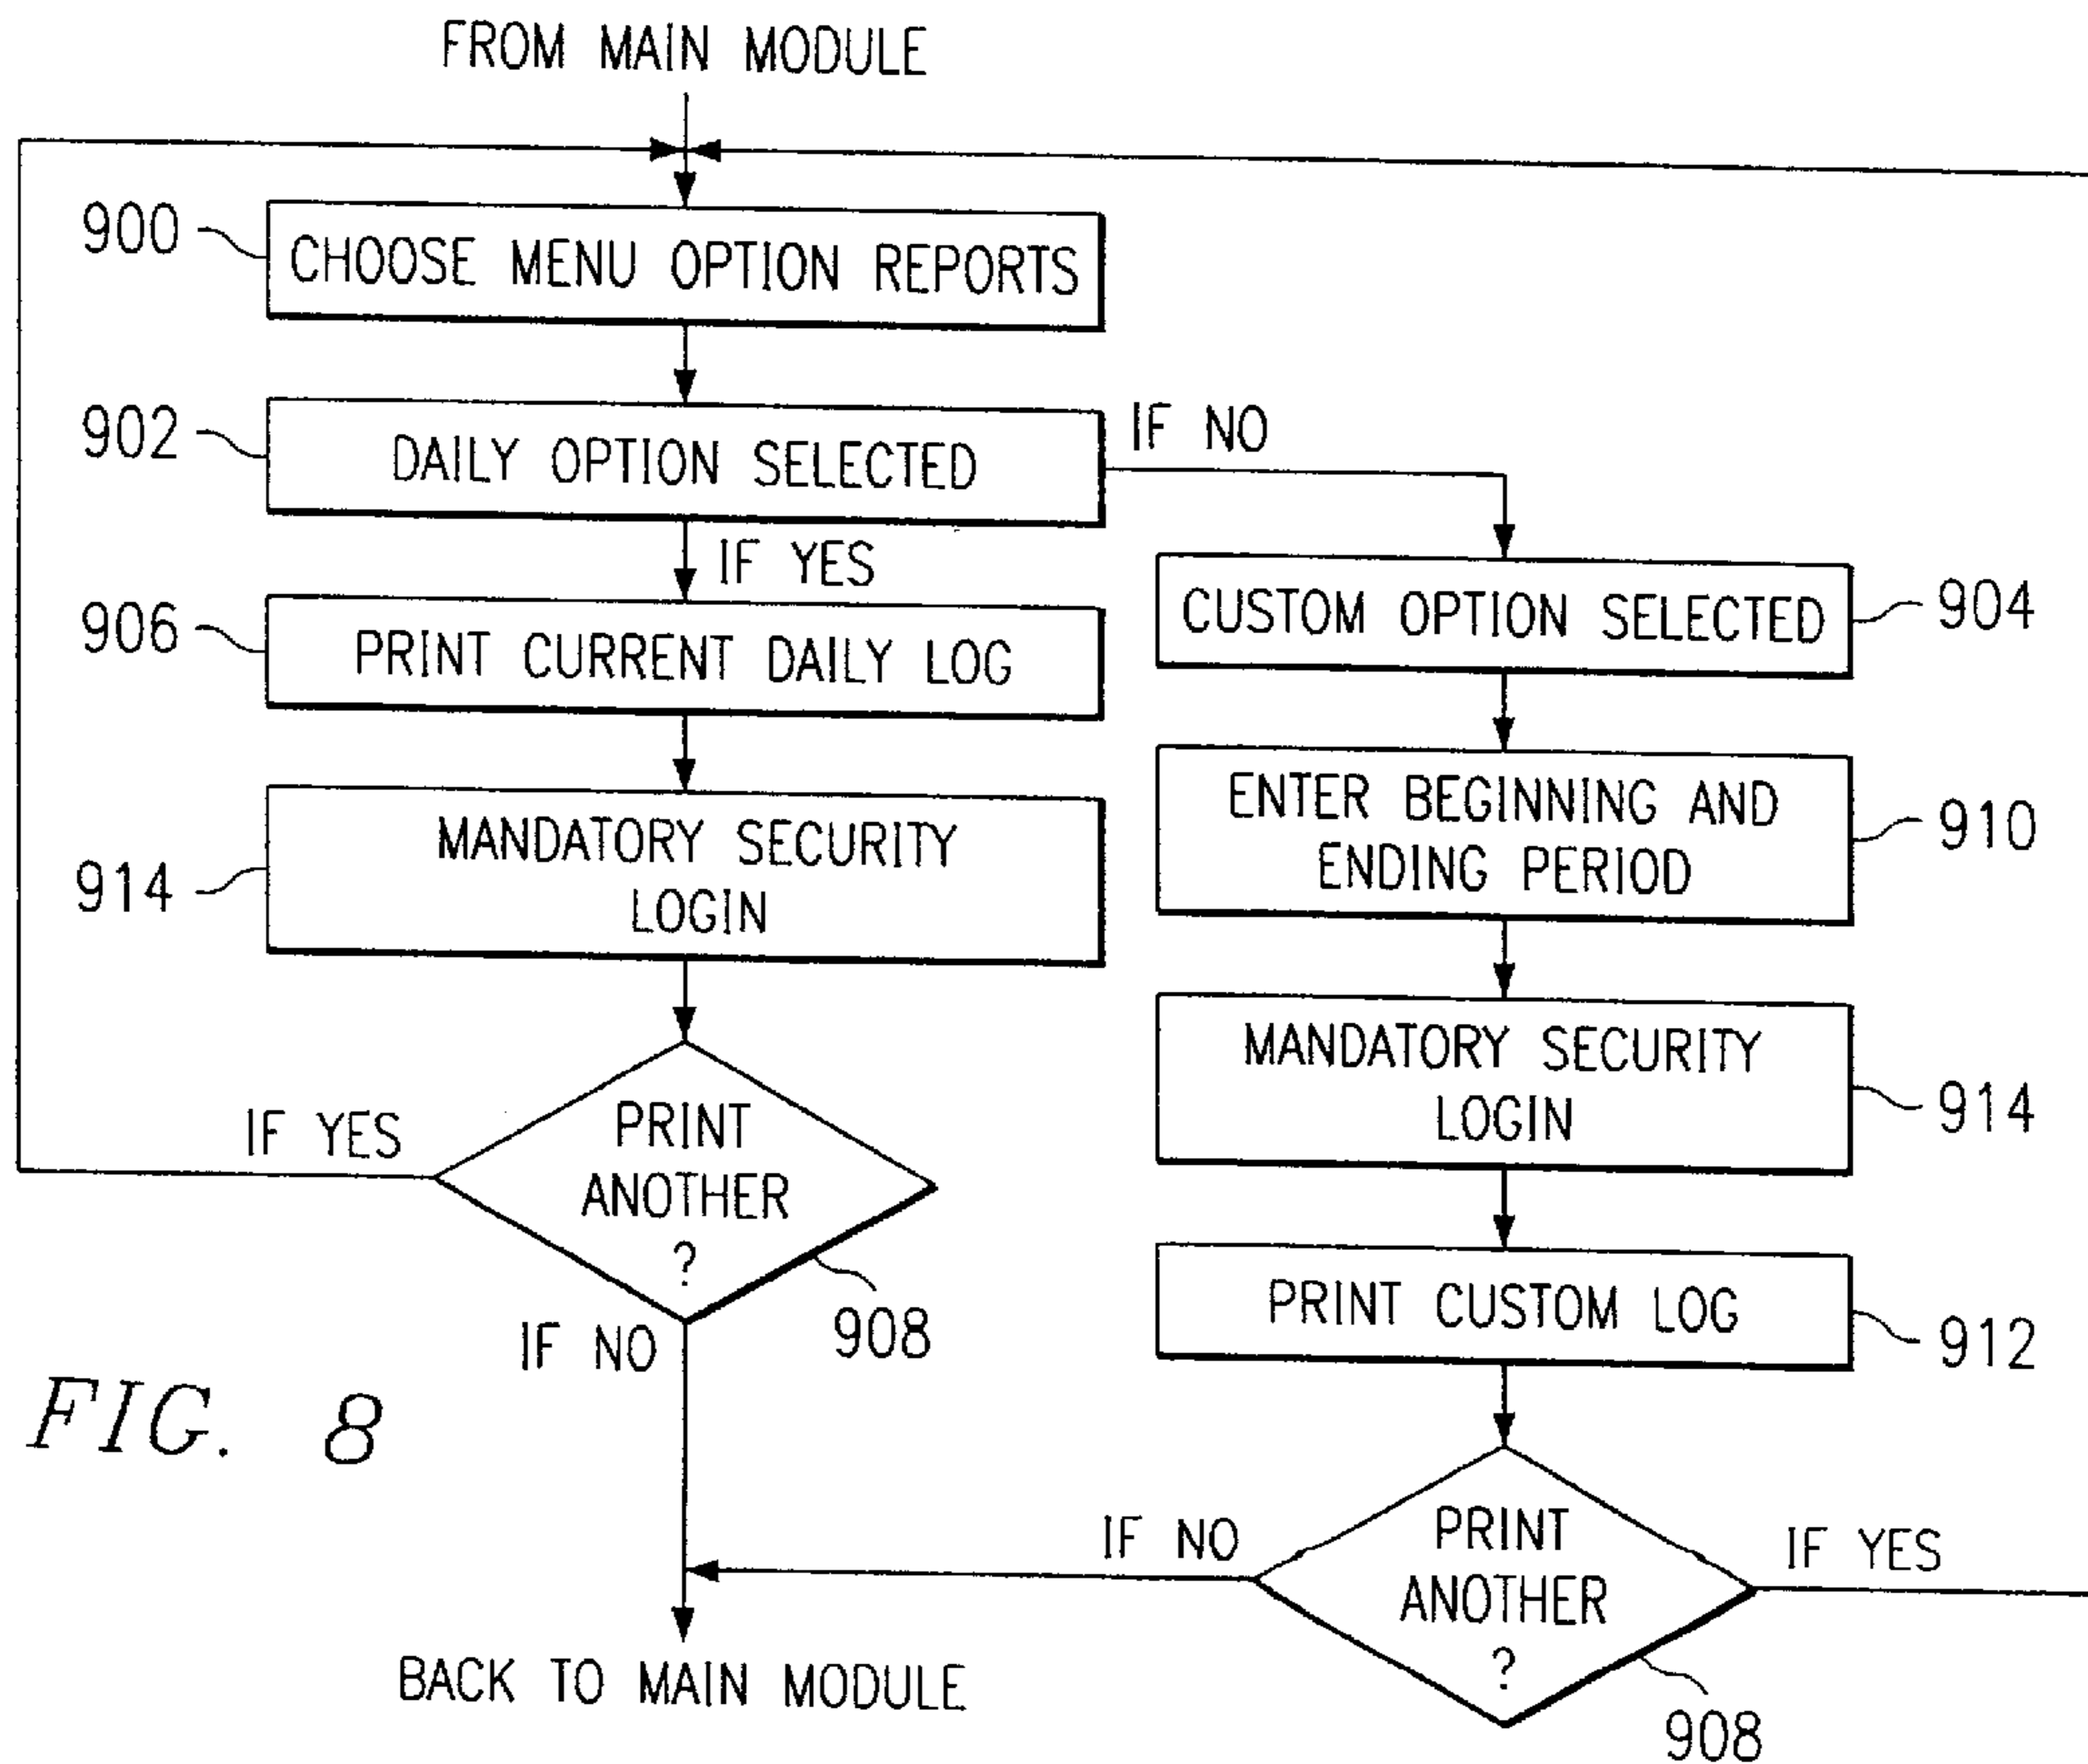 FROM MAIN MODULE
900
CHOOSE MENU OPTION REPORTS
902
DAILY OPTION SELECTED
IF NO
IF YES
906
PRINT CURRENT DAILY LOG
CUSTOM OPTION SELECTED
904
914
MANDATORY SECURITY
LOGIN
ENTER BEGINNING AND
ENDING PERIOD
910
MANDATORY SECURITY
LOGIN
914
IF YES
PRINT
ANOTHER
?
908
IF NO
PRINT CUSTOM LOG
912
FIG. 8
IF NO
PRINT
ANOTHER
?
IF YES
908
BACK TO MAIN MODULE